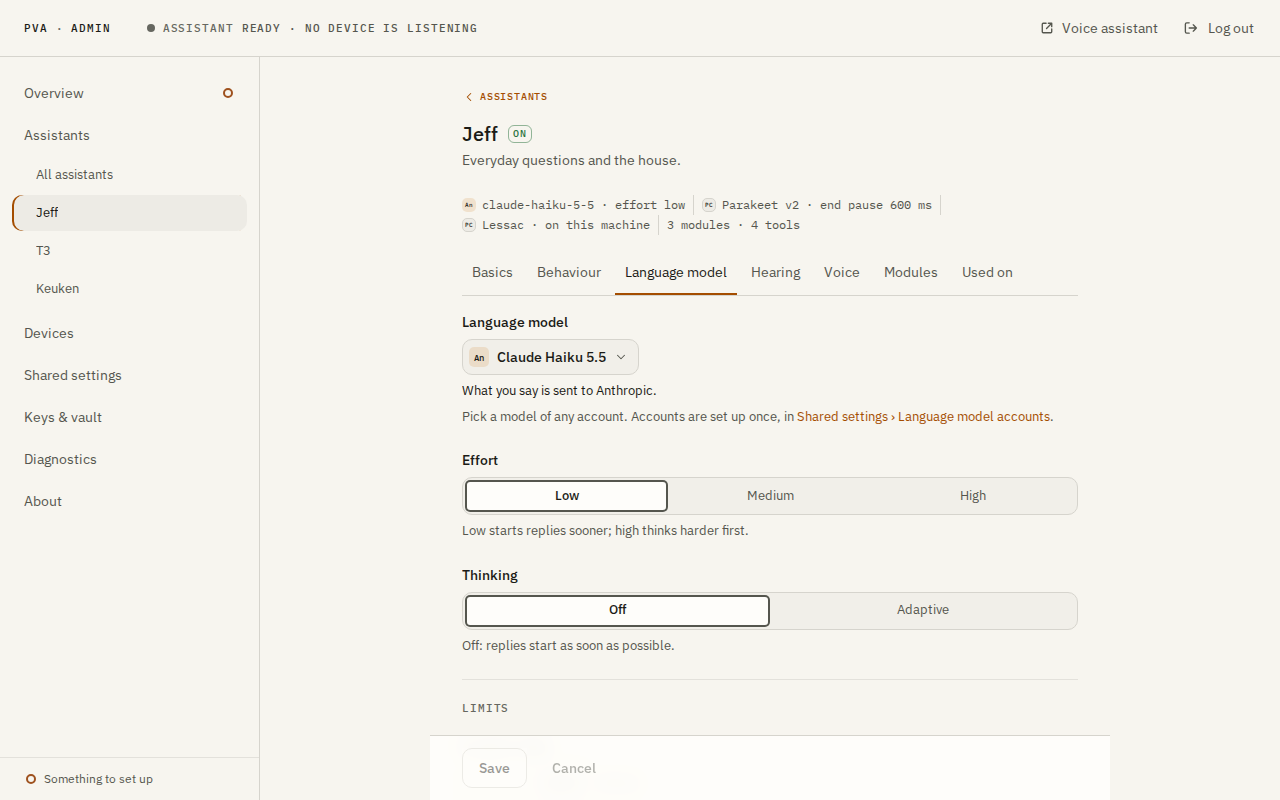 PVA · ADMIN
ASSISTANT READY · NO DEVICE IS LISTENING
Voice assistant
Log out
Overview
Assistants
All assistants
Jeff
T3
Keuken
Devices
Shared settings
Keys & vault
Diagnostics
About
Something to set up
ASSISTANTS
Jeff ON
Everyday questions and the house.
An claude-haiku-5-5 · effort low PC Parakeet v2 · end pause 600 ms
PC Lessac · on this machine 3 modules · 4 tools
Basics Behaviour Language model Hearing Voice Modules Used on
Language model
An Claude Haiku 5.5
What you say is sent to Anthropic.
Pick a model of any account. Accounts are set up once, in Shared settings › Language model accounts.
Effort
Low Medium High
Low starts replies sooner; high thinks harder first.
Thinking
Off Adaptive
Off: replies start as soon as possible.
LIMITS
Save Cancel